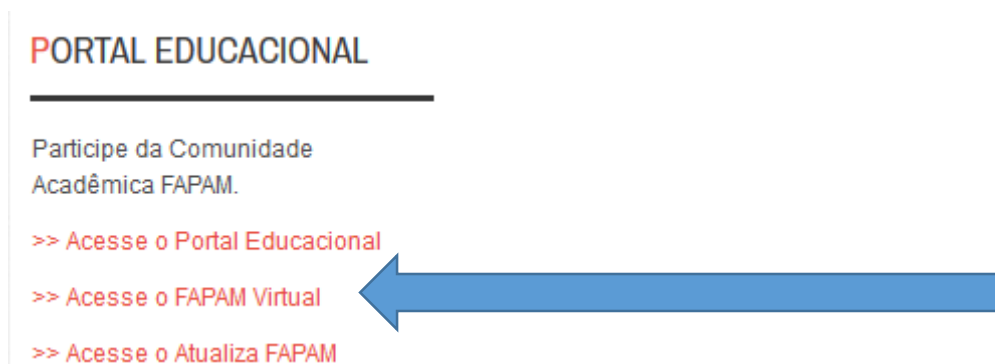 PORTAL EDUCACIONAL
Participe da Comunidade
Acadêmica FAPAM.
>> Acesse o Portal Educacional
>> Acesse o FAPAM Virtual
>> Acesse o Atualiza FAPAM